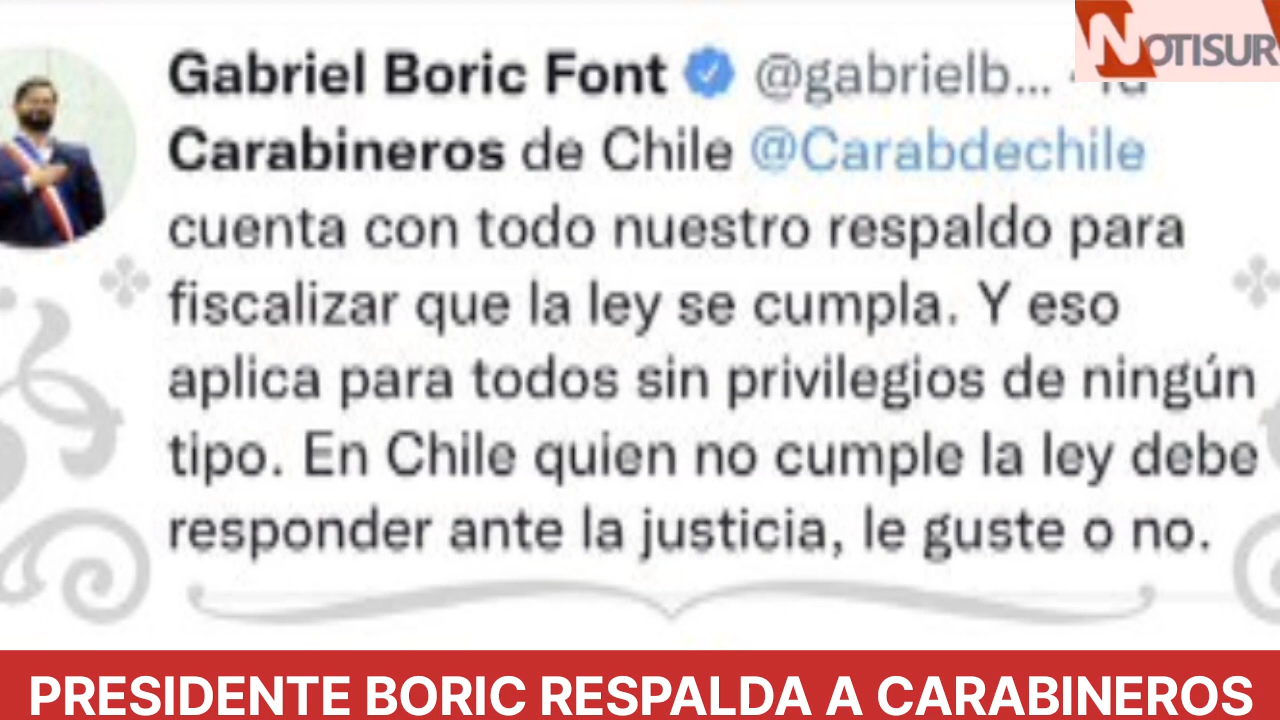 NOTISUR
Gabriel Boric Font @gabrielb... ·
Carabineros de Chile @Carabdechile
cuenta con todo nuestro respaldo para
fiscalizar que la ley se cumpla. Y eso
aplica para todos sin privilegios de ningún
tipo. En Chile quien no cumple la ley debe
responder ante la justicia, le guste o no.
PRESIDENTE BORIC RESPALDA A CARABINEROS